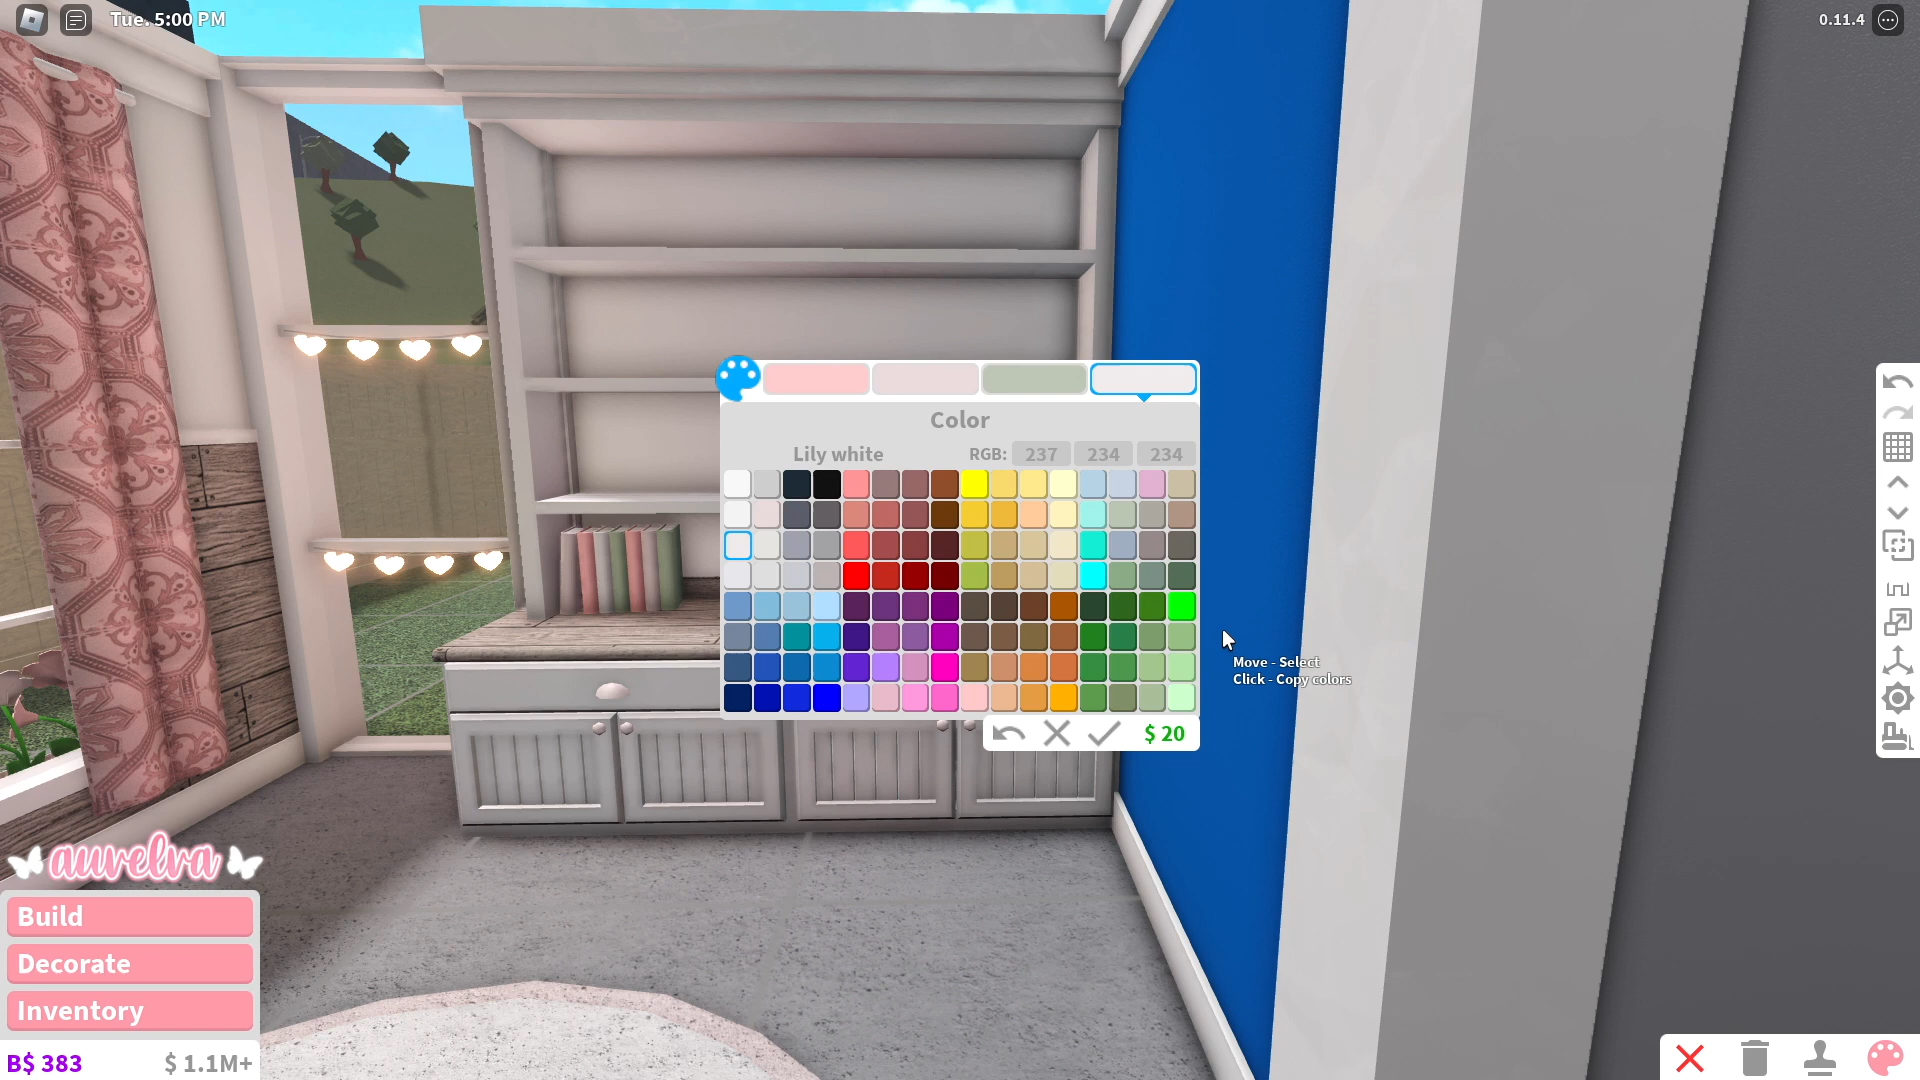 Tue. 5:00 PM
0.11.4
Color
Lily white
RGB: 237 234 234
Move - Select
Click - Copy colors
$ 20
aurelva
Build
Decorate
Inventory
B$ 383
$ 1.1M+